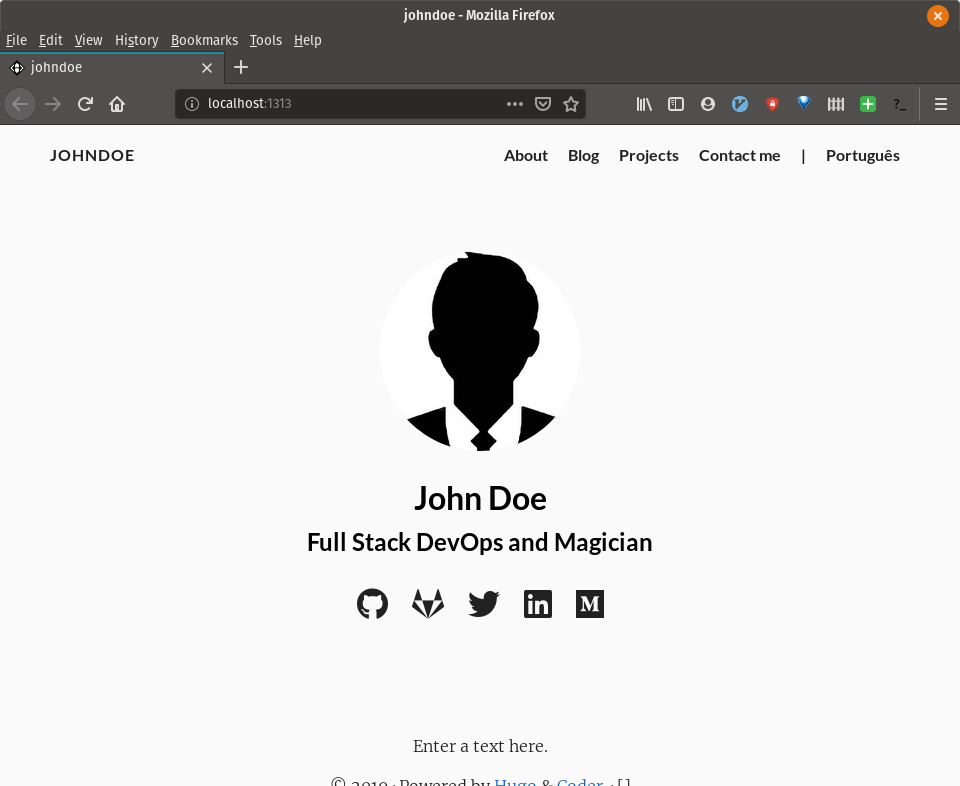 johndoe - Mozilla Firefox
File Edit View History Bookmarks Tools Help
johndoe
localhost:1313
?_
JOHNDOE
About Blog Projects Contact me | Português
John Doe
Full Stack DevOps and Magician
in M
Enter a text here.
© 2019 · Powered by Hugo & Coder. · [ ]